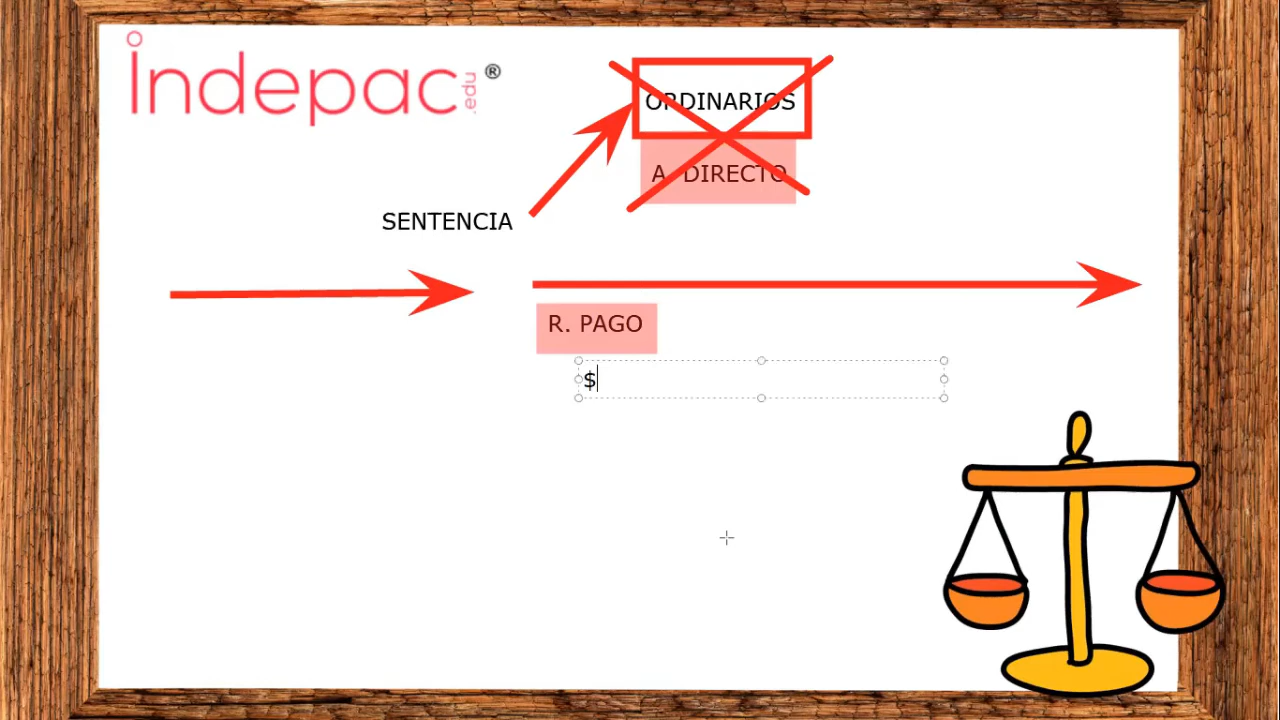 indepac.edu ®
ORDINARIOS
A. DIRECTO
SENTENCIA
R. PAGO
$